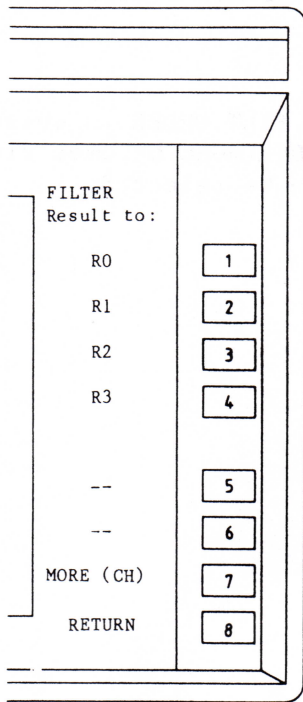 FILTER
Result to:
R0 1
R1 2
R2 3
R3 4
-- 5
-- 6
MORE (CH) 7
RETURN 8